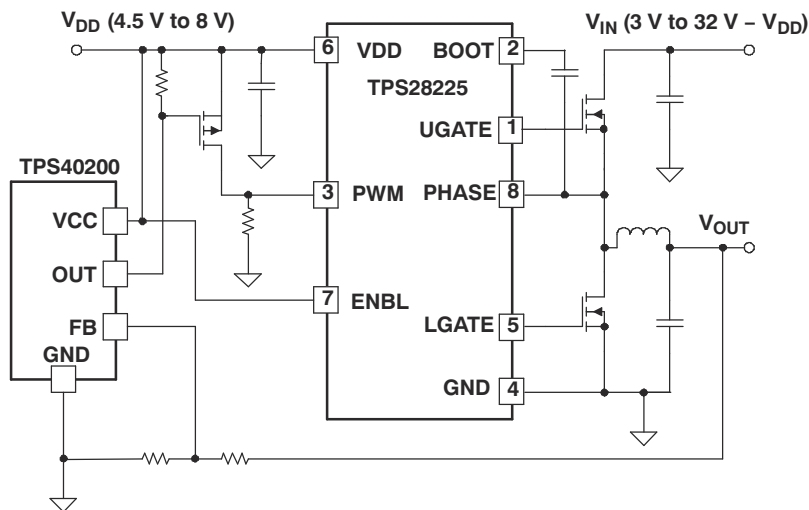 VDD (4.5 V to 8 V)
VIN (3 V to 32 V – VDD)
6 VDD
BOOT 2
TPS28225
UGATE 1
TPS40200
3 PWM
PHASE 8
VCC
VOUT
OUT
7 ENBL
FB
LGATE 5
GND
GND 4